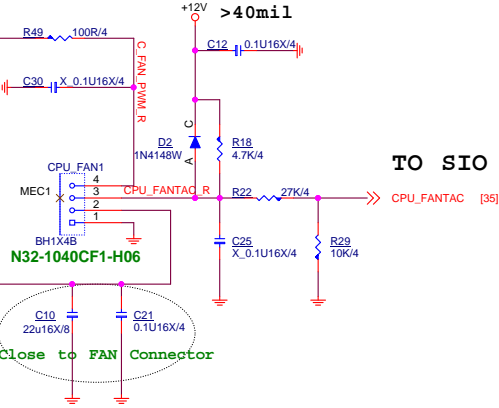 +12V
>40mil
R49
100R/4
C12
0.1U16X/4
C_FAN_PWM_R
C30
X_0.1U16X/4
C
D2
1N4148W
A
R18
4.7K/4
TO SIO
CPU_FAN1
MEC1
4
3
2
1
CPU_FANTAC_R
R22
27K/4
CPU_FANTAC
[35]
BH1X4B
N32-1040CF1-H06
C25
X_0.1U16X/4
R29
10K/4
C10
22u16X/8
C21
0.1U16X/4
Close to FAN Connector